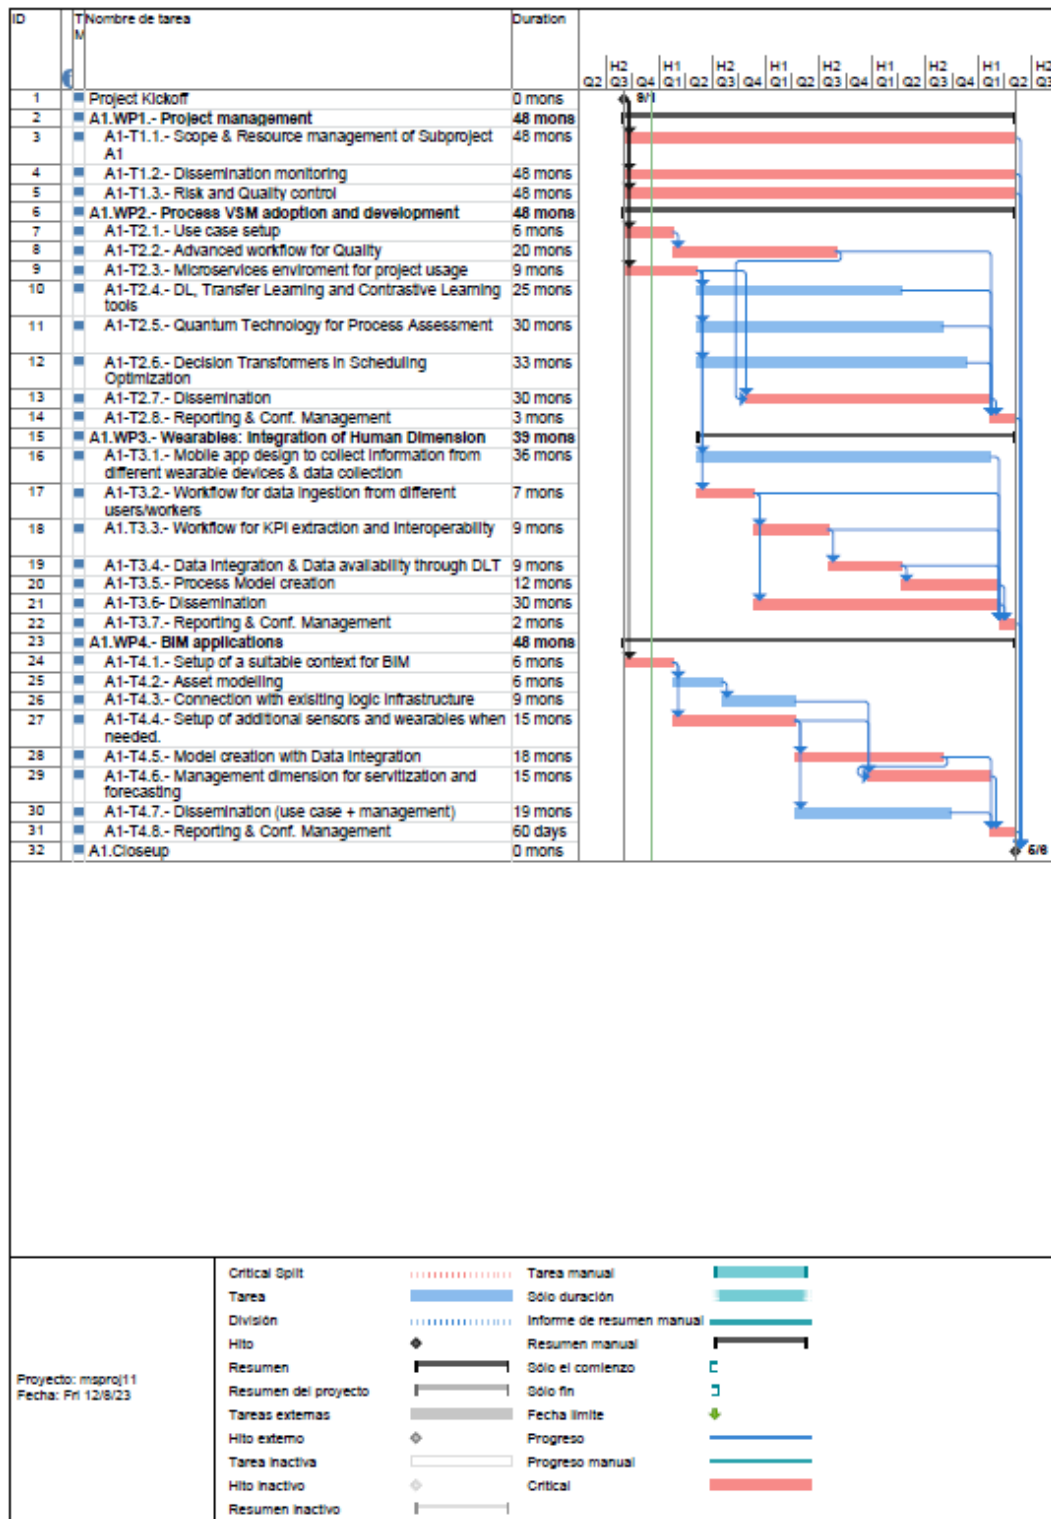 ID T Nombre de tarea Duration
M
H2 H1 H2 H1 H2 H1 H2 H1 H2
Q2 Q3 Q4 Q1 Q2 Q3 Q4 Q1 Q2 Q3 Q4 Q1 Q2 Q3 Q4 Q1 Q2 Q3
1 Project Kickoff 0 mons 9/1
2 A1.WP1.- Project management 48 mons
3 A1-T1.1.- Scope & Resource management of Subproject 48 mons
A1
4 A1-T1.2.- Dissemination monitoring 48 mons
5 A1-T1.3.- Risk and Quality control 48 mons
6 A1.WP2.- Process VSM adoption and development 48 mons
7 A1-T2.1.- Use case setup 6 mons
8 A1-T2.2.- Advanced workflow for Quality 20 mons
9 A1-T2.3.- Microservices enviroment for project usage 9 mons
10 A1-T2.4.- DL, Transfer Learning and Contrastive Learning 25 mons
tools
11 A1-T2.5.- Quantum Technology for Process Assessment 30 mons
12 A1-T2.6.- Decision Transformers in Scheduling 33 mons
Optimization
13 A1-T2.7.- Dissemination 30 mons
14 A1-T2.8.- Reporting & Conf. Management 3 mons
15 A1.WP3.- Wearables: Integration of Human Dimension 39 mons
16 A1-T3.1.- Mobile app design to collect information from 36 mons
different wearable devices & data collection
17 A1-T3.2.- Workflow for data ingestion from different 7 mons
users/workers
18 A1.T3.3.- Workflow for KPI extraction and Interoperability 9 mons
19 A1-T3.4.- Data Integration & Data availability through DLT 9 mons
20 A1-T3.5.- Process Model creation 12 mons
21 A1-T3.6- Dissemination 30 mons
22 A1-T3.7.- Reporting & Conf. Management 2 mons
23 A1.WP4.- BIM applications 48 mons
24 A1-T4.1.- Setup of a suitable context for BIM 6 mons
25 A1-T4.2.- Asset modelling 6 mons
26 A1-T4.3.- Connection with exisiting logic infrastructure 9 mons
27 A1-T4.4.- Setup of additional sensors and wearables when 15 mons
needed.
28 A1-T4.5.- Model creation with Data Integration 18 mons
29 A1-T4.6.- Management dimension for servitization and 15 mons
forecasting
30 A1-T4.7.- Dissemination (use case + management) 19 mons
31 A1-T4.8.- Reporting & Conf. Management 60 days
32 A1.Closeup 0 mons 5/6
Proyecto: msproj11
Fecha: Fri 12/8/23
Critical Split
Tarea
División
Hito
Resumen
Resumen del proyecto
Tareas externas
Hito externo
Tarea inactiva
Hito inactivo
Resumen inactivo
Tarea manual
Sólo duración
Informe de resumen manual
Resumen manual
Sólo el comienzo
Sólo fin
Fecha límite
Progreso
Progreso manual
Critical